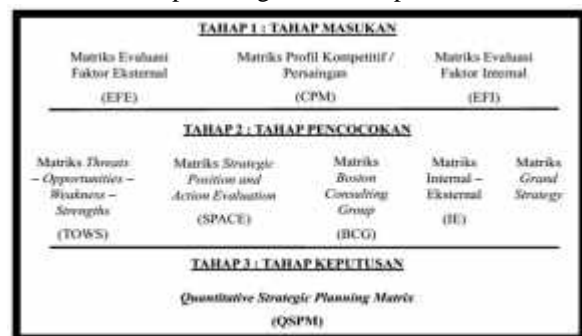 TAHAP 1 : TAHAP MASUKAN
Matriks Evaluasi
Faktor Eksternal
(EFE)
Matriks Profil Kompetitif /
Persaingan
(CPM)
Matriks Evaluasi
Faktor Internal
(EFI)
TAHAP 2 : TAHAP PENCOCOKAN
Matriks Threats
– Opportunities –
Weakness –
Strengths
(TOWS)
Matriks Strategic
Position and
Action Evaluation
(SPACE)
Matriks
Boston
Consulting
Group
(BCG)
Matriks
Internal –
Eksternal
(IE)
Matriks
Grand
Strategy
TAHAP 3 : TAHAP KEPUTUSAN
Quantitative Strategic Planning Matrix
(QSPM)